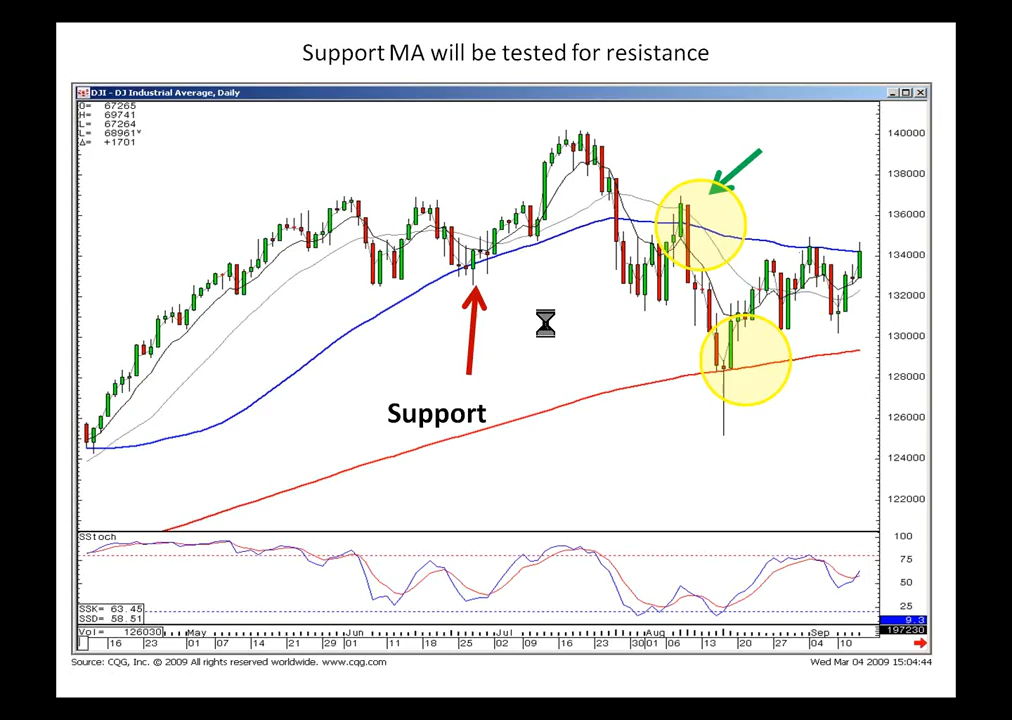 Support MA will be tested for resistance
DJI - DJ Industrial Average, Daily
O= 67265
H= 69741
L= 67264
L= 68961▼
Δ= +1701
140000
138000
136000
134000
132000
130000
128000
126000
124000
122000
Support
SStoch
100
75
50
25
SSK= 63.45
SSD= 58.51
9.3
Vol= 126030 May Jun Jul Aug Sep 197230
16 23 01 07 14 21 29 04 11 18 25 02 09 16 23 30 01 06 13 20 27 04 10
Source: CQG, Inc. © 2009 All rights reserved worldwide. www.cqg.com
Wed Mar 04 2009 15:04:44